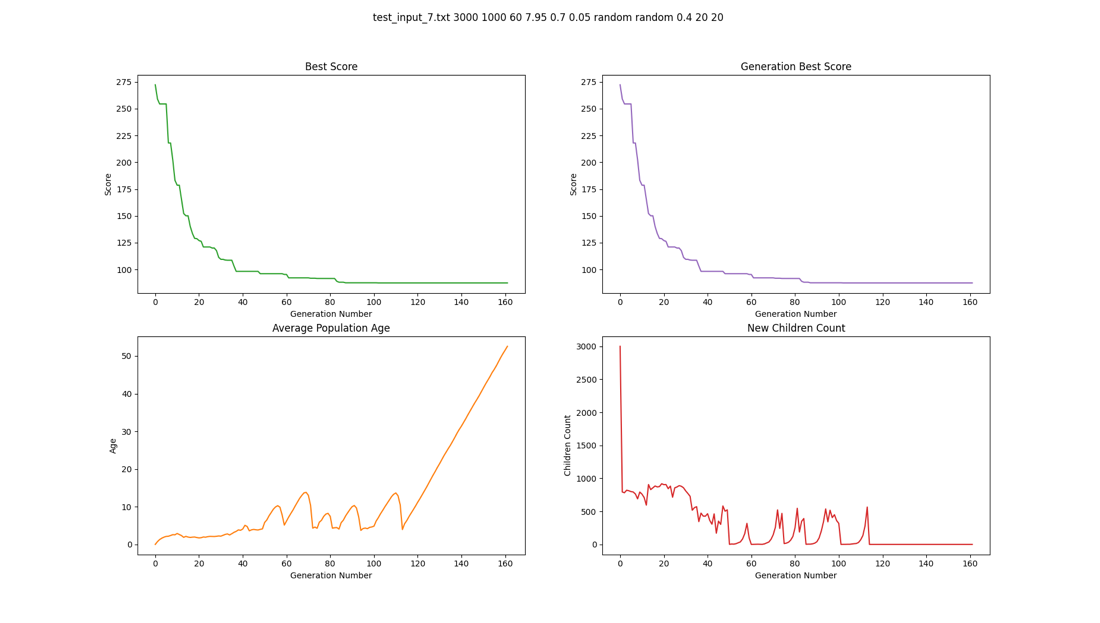 test_input_7.txt 3000 1000 60 7.95 0.7 0.05 random random 0.4 20 20
Best Score
275
250
225
200
175
150
125
100
Score
0 20 40 60 80 100 120 140 160
Generation Number
Generation Best Score
275
250
225
200
175
150
125
100
Score
0 20 40 60 80 100 120 140 160
Generation Number
Average Population Age
50
40
30
20
10
0
Age
0 20 40 60 80 100 120 140 160
Generation Number
New Children Count
3000
2500
2000
1500
1000
500
0
Children Count
0 20 40 60 80 100 120 140 160
Generation Number